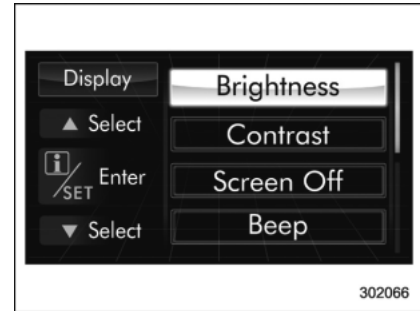 Display
▲ Select
i/SET Enter
▼ Select
Brightness
Contrast
Screen Off
Beep
302066